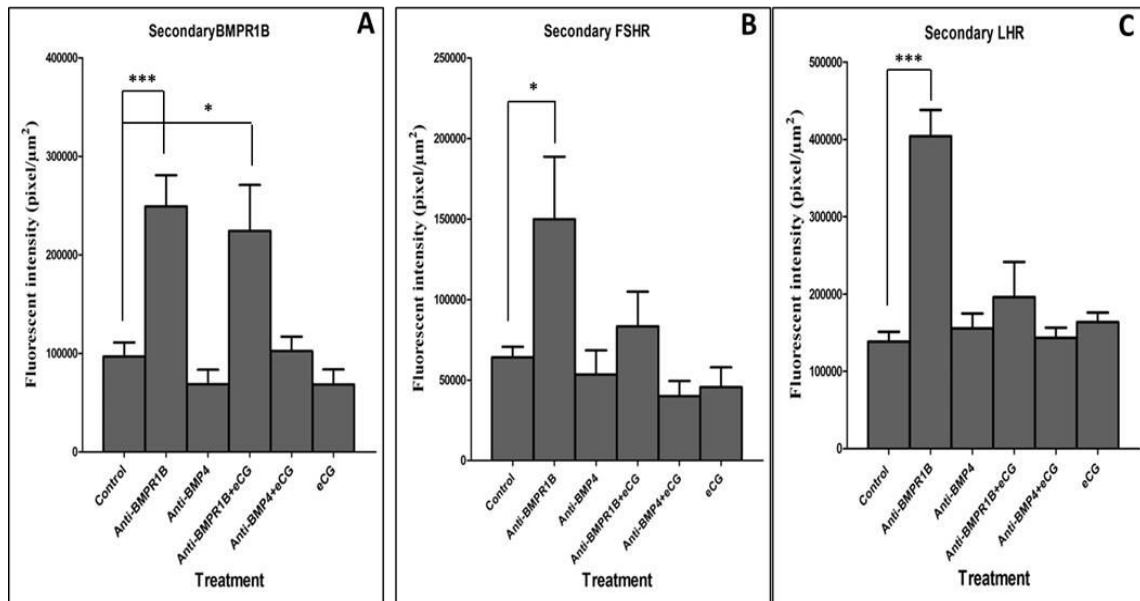 SecondaryBMPR1B
A
Fluorescent intensity (pixel/µm²)
400000
300000
200000
100000
0
***
*
Control
Anti-BMPR1B
Anti-BMP4
Anti-BMPR1B+eCG
Anti-BMP4+eCG
eCG
Treatment
Secondary FSHR
B
Fluorescent intensity (pixel/µm²)
250000
200000
150000
100000
50000
0
*
Control
Anti-BMPR1B
Anti-BMP4
Anti-BMPR1B+eCG
Anti-BMP4+eCG
eCG
Treatment
Secondary LHR
C
Fluorescent intensity (pixel/µm²)
500000
400000
300000
200000
100000
0
***
Control
Anti-BMPR1B
Anti-BMP4
Anti-BMPR1B+eCG
Anti-BMP4+eCG
eCG
Treatment